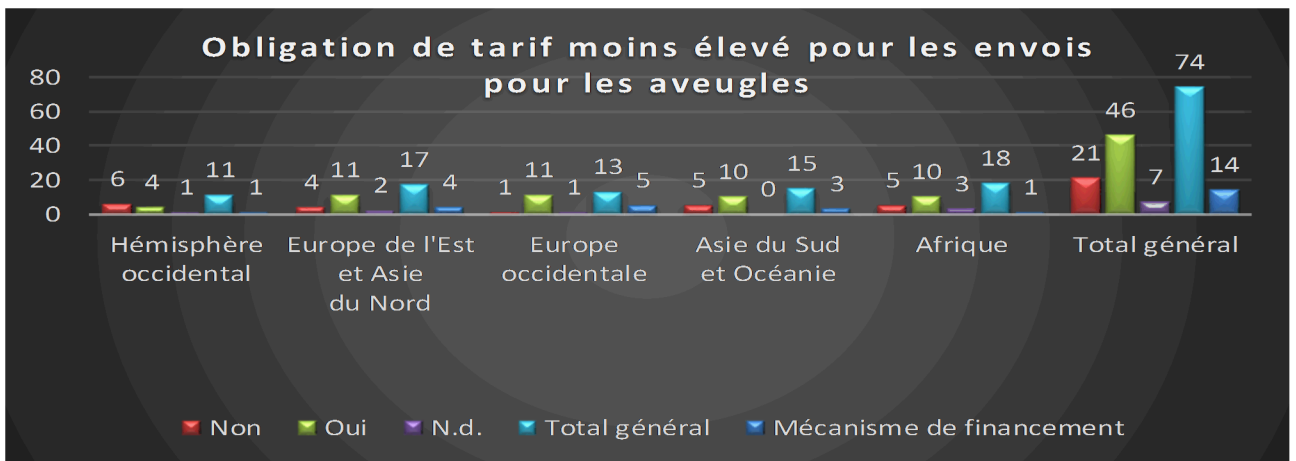 Obligation de tarif moins élevé pour les envois
pour les aveugles
80
60
40
20
0
6 4 1 11 1
4 11 2 17 4
1 11 1 13 5
5 10 0 15 3
5 10 3 18 1
21 46 7 74 14
Hémisphère
occidental
Europe de l'Est
et Asie
du Nord
Europe
occidentale
Asie du Sud
et Océanie
Afrique
Total général
Non Oui N.d. Total général Mécanisme de financement